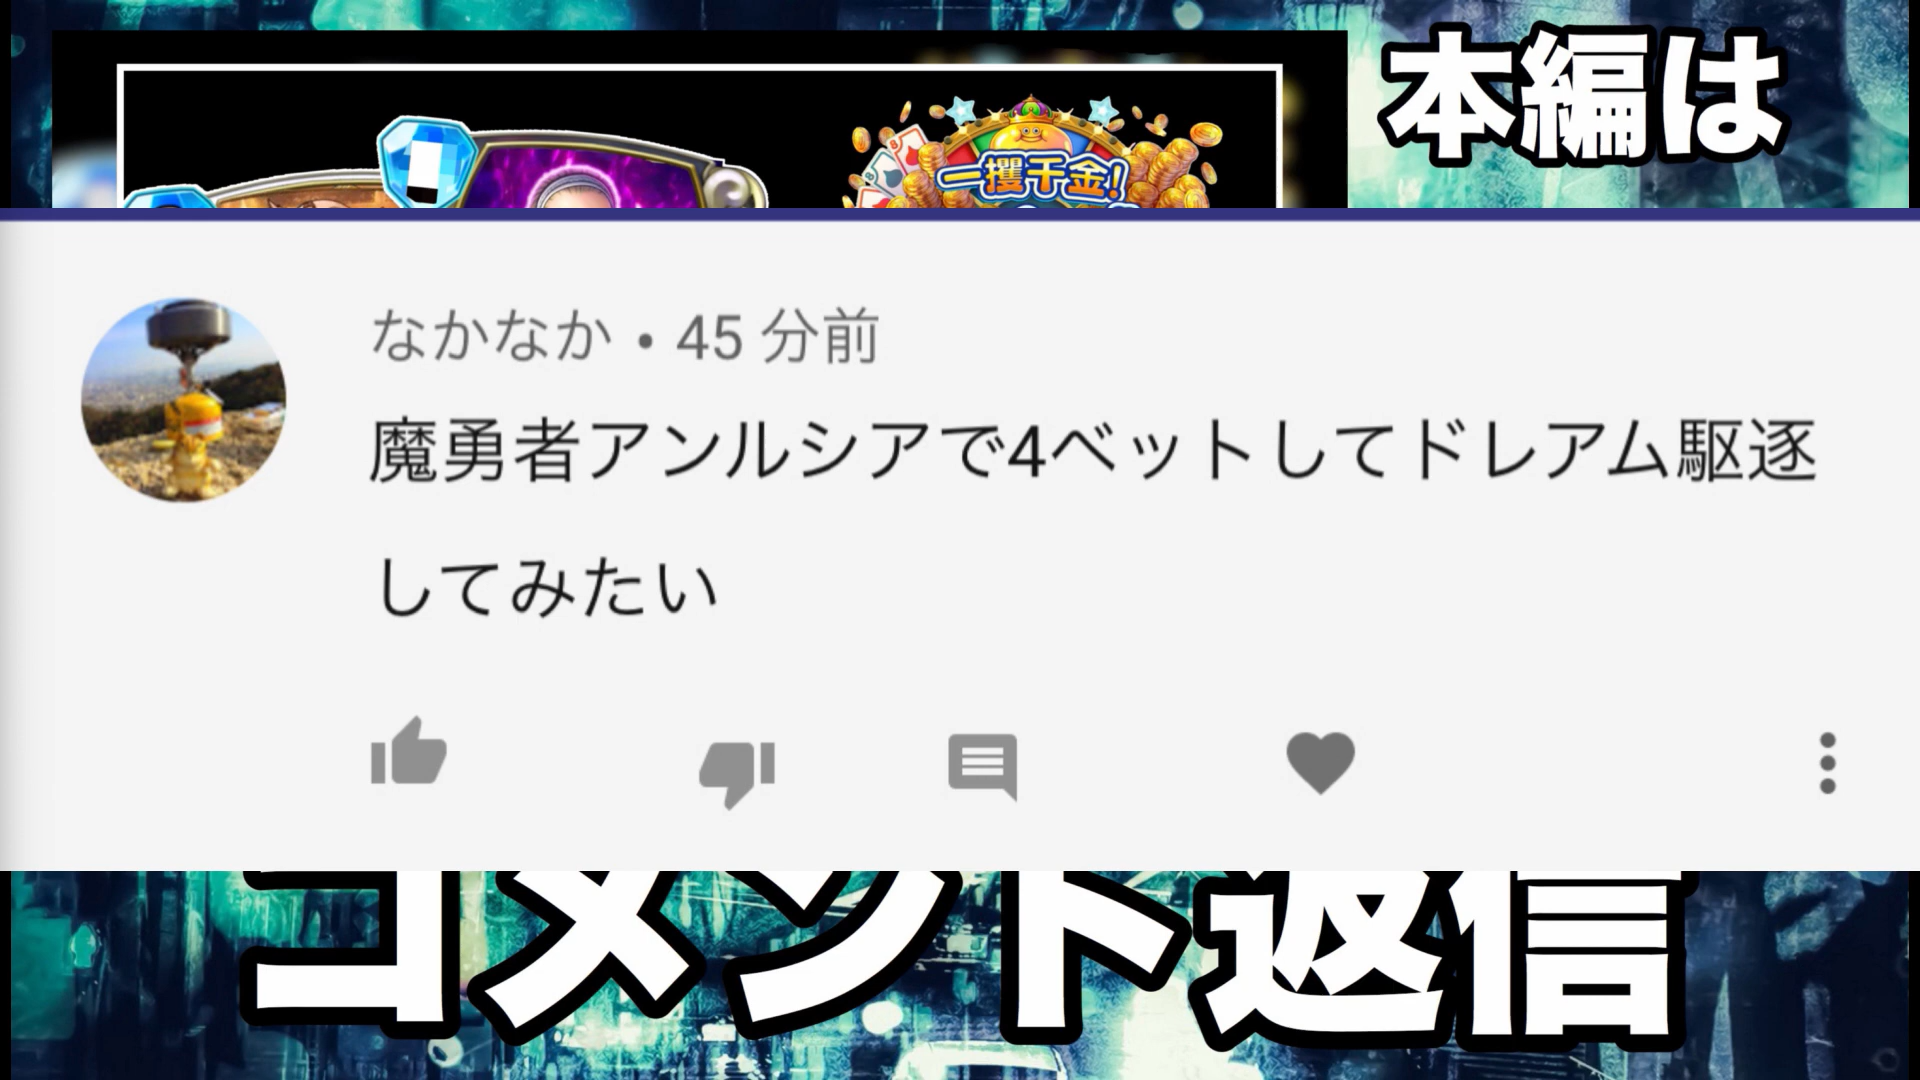 本編は
一攫千金!
なかなか • 45 分前
魔勇者アンルシアで4ベットしてドレアム駆逐
してみたい
コメント返信